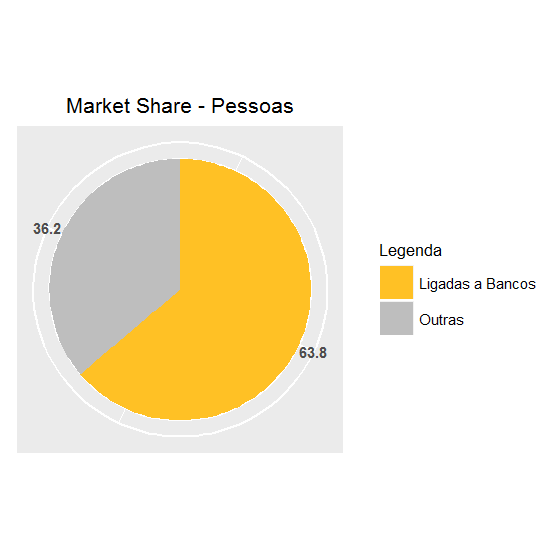 Market Share - Pessoas
36.2
63.8
Legenda
Ligadas a Bancos
Outras